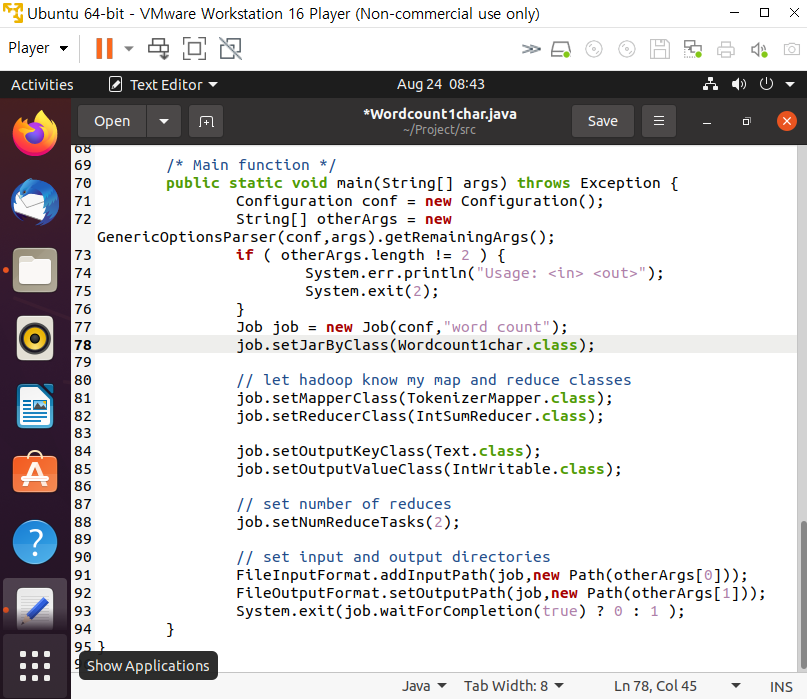 Ubuntu 64-bit - VMware Workstation 16 Player (Non-commercial use only)
Player
Activities
Text Editor
Aug 24 08:43
Open
*Wordcount1char.java
~/Project/src
Save
68
69 /* Main function */
70 public static void main(String[] args) throws Exception {
71 Configuration conf = new Configuration();
72 String[] otherArgs = new
GenericOptionsParser(conf,args).getRemainingArgs();
73 if ( otherArgs.length != 2 ) {
74 System.err.println("Usage: <in> <out>");
75 System.exit(2);
76 }
77 Job job = new Job(conf,"word count");
78 job.setJarByClass(Wordcount1char.class);
79
80 // let hadoop know my map and reduce classes
81 job.setMapperClass(TokenizerMapper.class);
82 job.setReducerClass(IntSumReducer.class);
83
84 job.setOutputKeyClass(Text.class);
85 job.setOutputValueClass(IntWritable.class);
86
87 // set number of reduces
88 job.setNumReduceTasks(2);
89
90 // set input and output directories
91 FileInputFormat.addInputPath(job,new Path(otherArgs[0]));
92 FileOutputFormat.setOutputPath(job,new Path(otherArgs[1]));
93 System.exit(job.waitForCompletion(true) ? 0 : 1 );
94 }
95 }
Show Applications
Java
Tab Width: 8
Ln 78, Col 45
INS